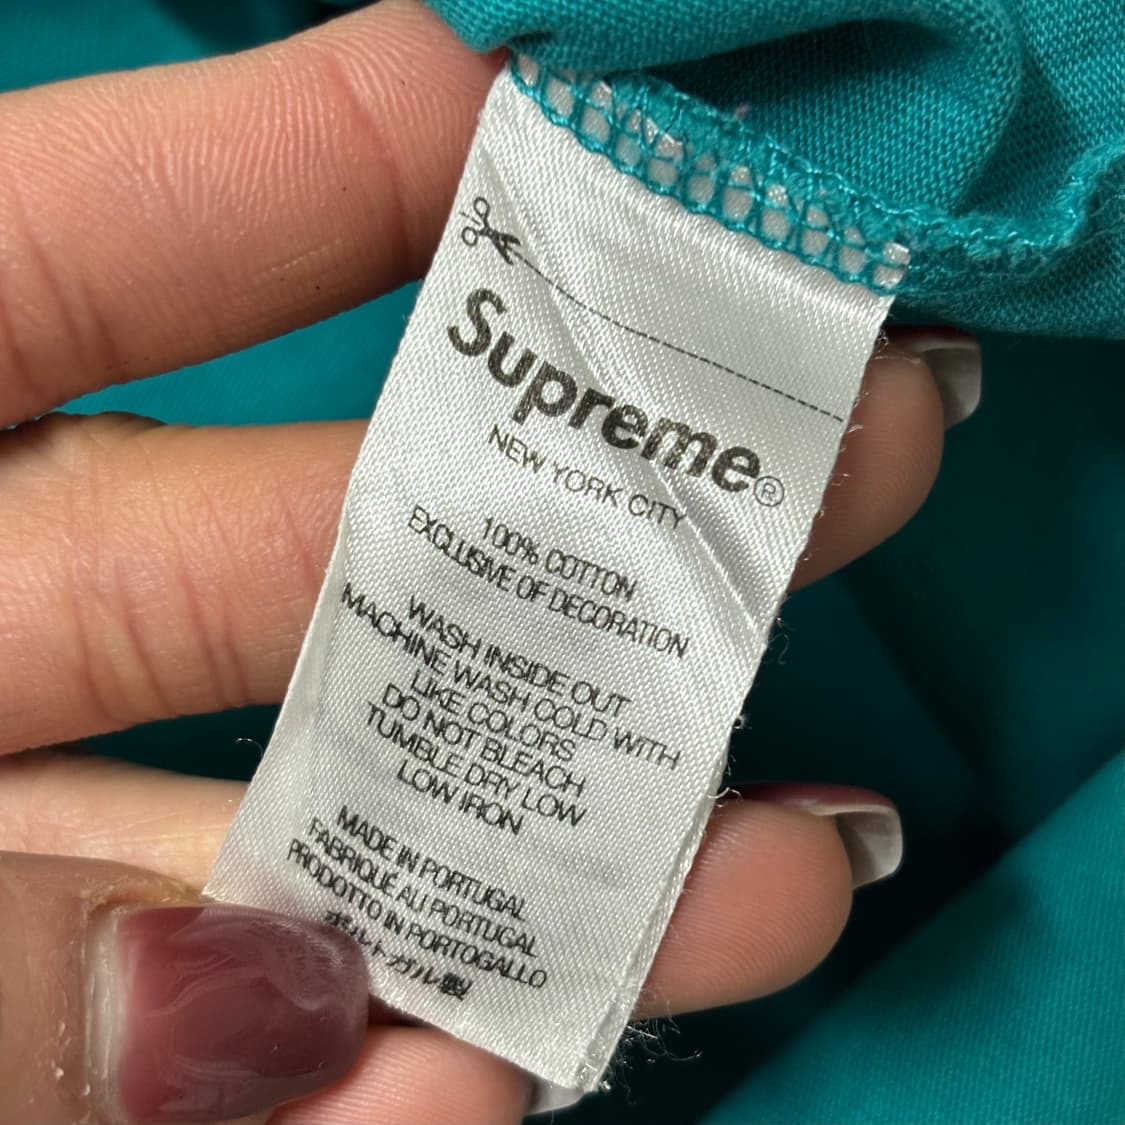 Supreme®
NEW YORK CITY
100% COTTON
EXCLUSIVE OF DECORATION
WASH INSIDE OUT
MACHINE WASH COLD WITH
LIKE COLORS
DO NOT BLEACH
TUMBLE DRY LOW
LOW IRON
MADE IN PORTUGAL
FABRIQUE AU PORTUGAL
PRODOTTO IN PORTOGALLO
ポルトガル製